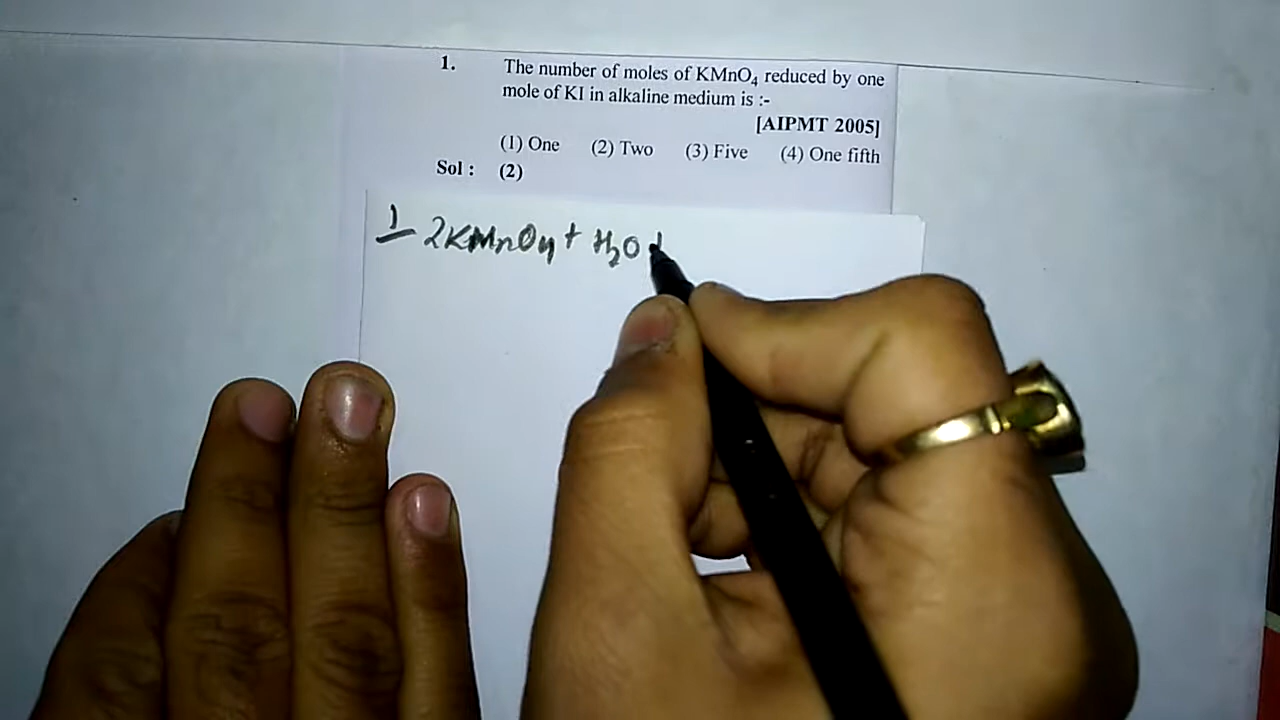 1. The number of moles of KMnO₄ reduced by one
mole of KI in alkaline medium is :-
[AIPMT 2005]
(1) One (2) Two (3) Five (4) One fifth
Sol : (2)
1 2KMnO₄ + H₂O